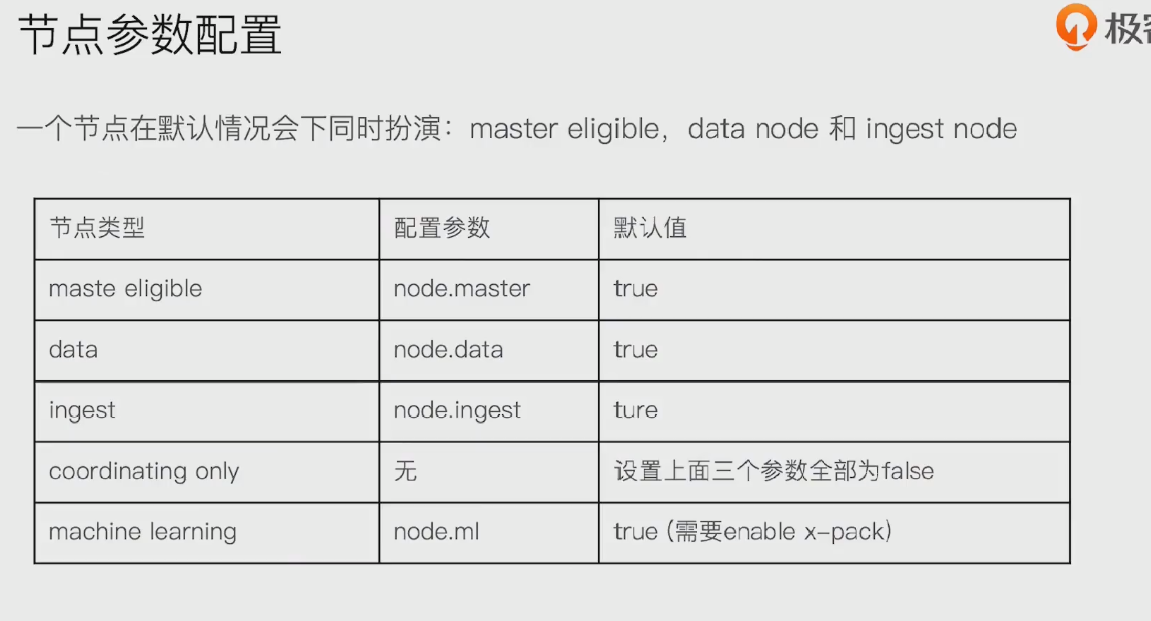 节点参数配置
极客
一个节点在默认情况会下同时扮演：master eligible，data node 和 ingest node
节点类型 配置参数 默认值
maste eligible node.master true
data node.data true
ingest node.ingest ture
coordinating only 无 设置上面三个参数全部为false
machine learning node.ml true (需要enable x-pack)